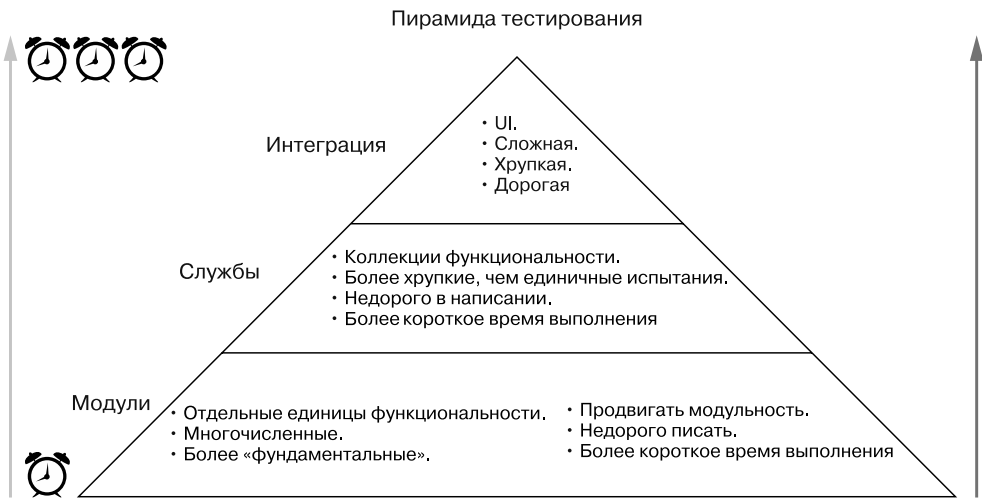 Пирамида тестирования
Интеграция
• UI.
• Сложная.
• Хрупкая.
• Дорогая
Службы
• Коллекции функциональности.
• Более хрупкие, чем единичные испытания.
• Недорого в написании.
• Более короткое время выполнения
Модули
• Отдельные единицы функциональности.
• Многочисленные.
• Более «фундаментальные».
• Продвигать модульность.
• Недорого писать.
• Более короткое время выполнения